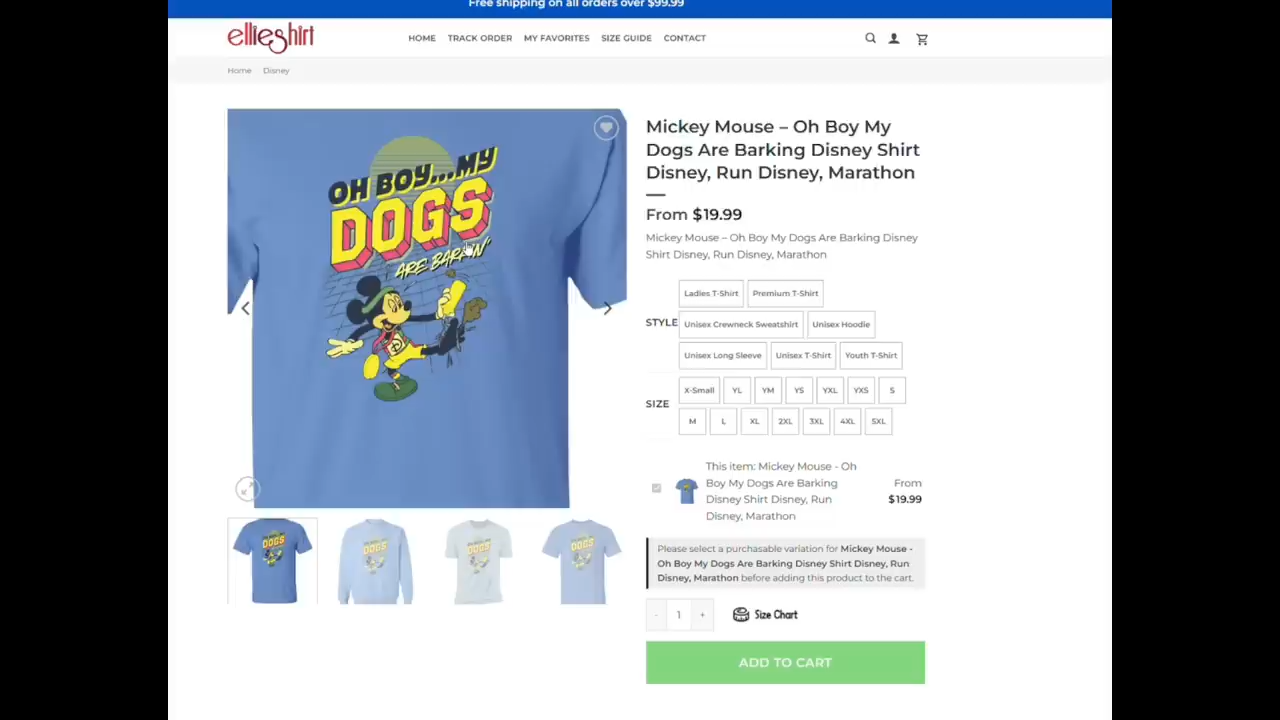 Free shipping on all orders over $99.99
ellieshirt
HOME TRACK ORDER MY FAVORITES SIZE GUIDE CONTACT
Home Disney
OH BOY...MY
DOGS
ARE BARKIN'
Mickey Mouse – Oh Boy My
Dogs Are Barking Disney Shirt
Disney, Run Disney, Marathon
From $19.99
Mickey Mouse – Oh Boy My Dogs Are Barking Disney
Shirt Disney, Run Disney, Marathon
STYLE
Ladies T-Shirt Premium T-Shirt
Unisex Crewneck Sweatshirt Unisex Hoodie
Unisex Long Sleeve Unisex T-Shirt Youth T-Shirt
SIZE
X-Small YL YM YS YXL YXS S
M L XL 2XL 3XL 4XL 5XL
This item: Mickey Mouse - Oh
Boy My Dogs Are Barking
Disney Shirt Disney, Run
Disney, Marathon
From
$19.99
Please select a purchasable variation for Mickey Mouse -
Oh Boy My Dogs Are Barking Disney Shirt Disney, Run
Disney, Marathon before adding this product to the cart.
- 1 + Size Chart
ADD TO CART
DOGS
DOGS
DOGS
DOGS